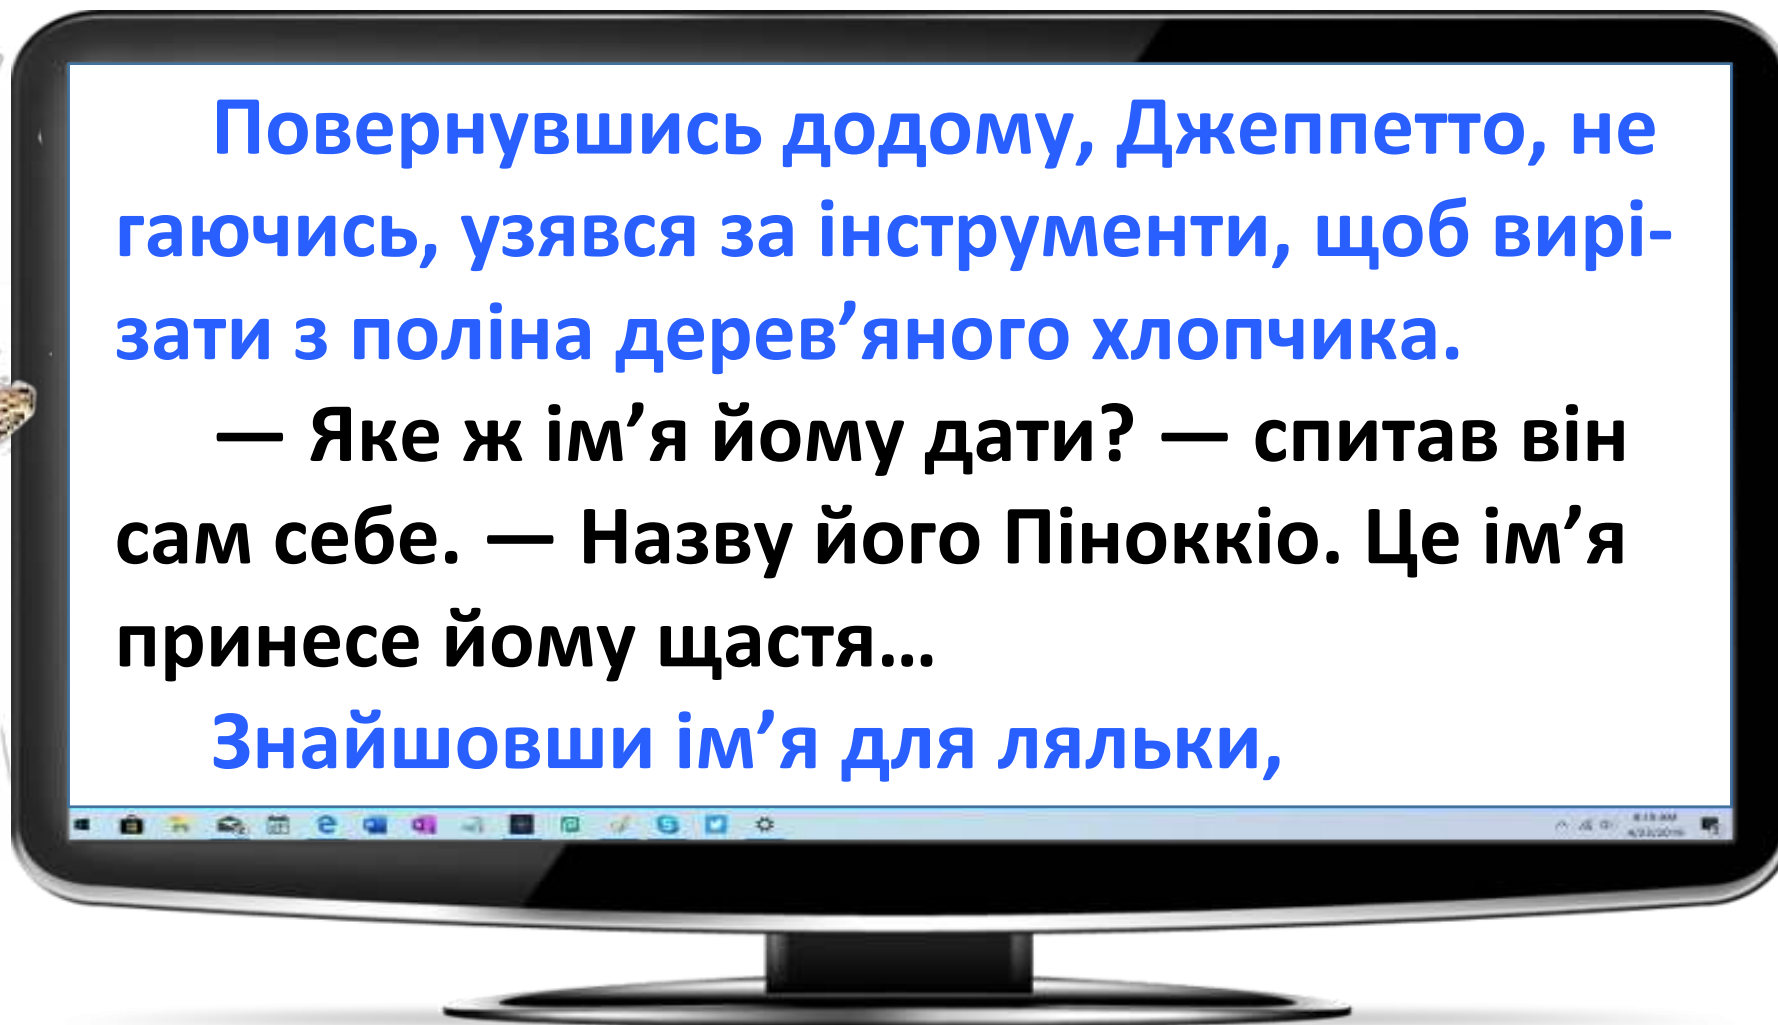 Повернувшись додому, Джеппетто, не
гаючись, узявся за інструменти, щоб вирі-
зати з поліна дерев’яного хлопчика.
— Яке ж ім’я йому дати? — спитав він
сам себе. — Назву його Піноккіо. Це ім’я
принесе йому щастя...
Знайшовши ім’я для ляльки,